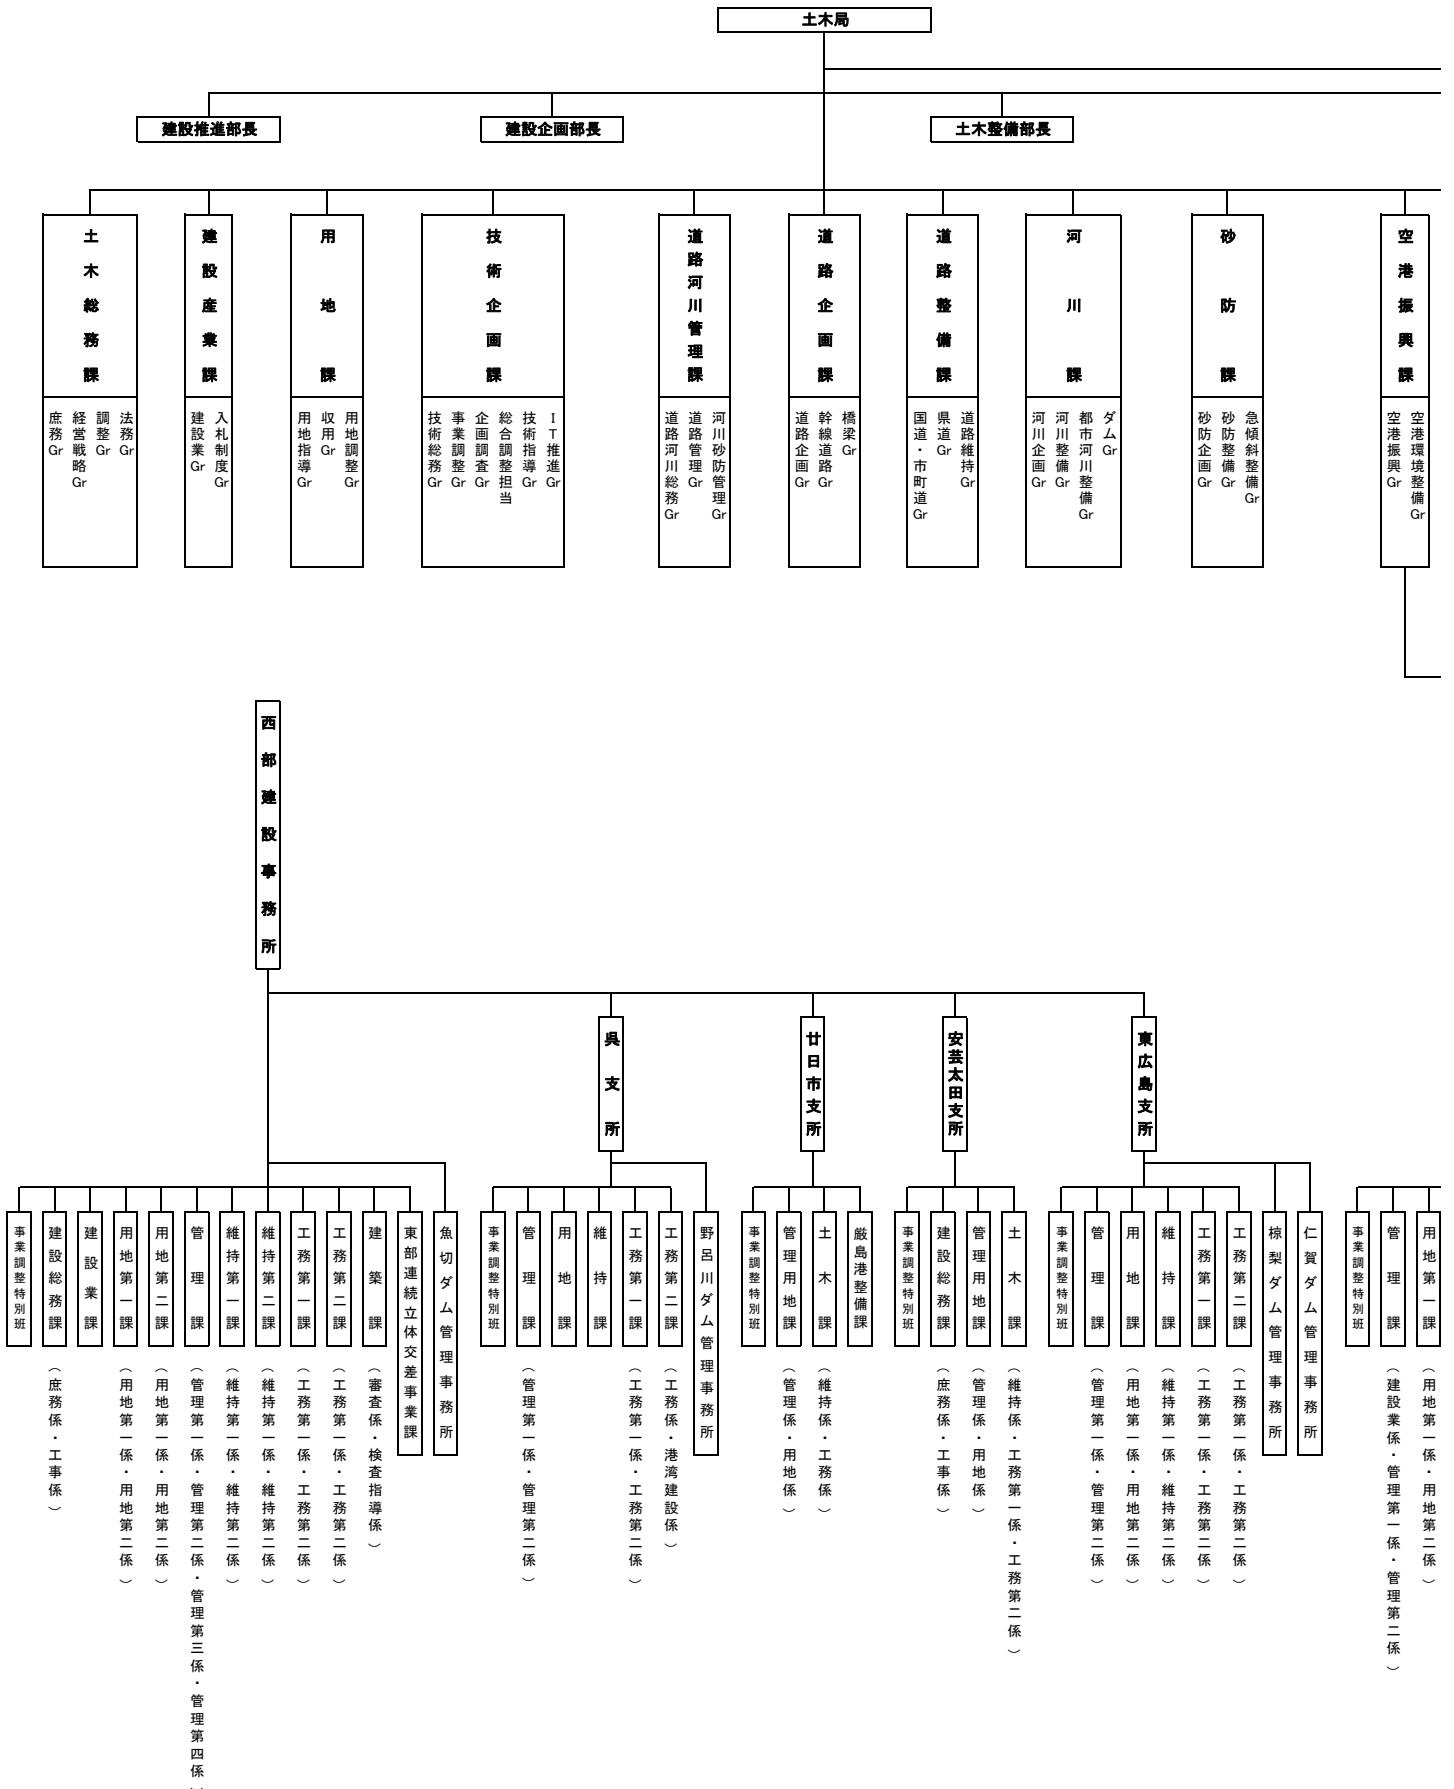 土木局
建設推進部長
建設企画部長
土木整備部長
土木総務課
庶務Gr
経営戦略Gr
調整Gr
法務Gr
建設産業課
建設業Gr
入札制度Gr
用地課
用地指導Gr
収用Gr
用地調整Gr
技術企画課
技術総務Gr
事業調整Gr
企画調査Gr
総合調整担当
技術指導Gr
IT推進Gr
道路河川管理課
道路河川総務Gr
道路管理Gr
河川砂防管理Gr
道路企画課
道路企画Gr
幹線道路Gr
橋梁Gr
道路整備課
国道・市町道Gr
県道Gr
道路維持Gr
河川課
河川企画Gr
河川整備Gr
都市河川整備Gr
ダムGr
砂防課
砂防企画Gr
砂防整備Gr
急傾斜整備Gr
空港振興課
空港振興Gr
空港環境整備Gr
西部建設事務所
呉支所
廿日市支所
安芸太田支所
東広島支所
事業調整特別班
建設総務課
（庶務係・工事係）
建設業課
用地第一課
（用地第一係・用地第二係）
用地第二課
（用地第一係・用地第二係）
管理課
（管理第一係・管理第二係・管理第三係・管理第四係）
維持第一課
（維持第一係・維持第二係）
維持第二課
（維持第一係・維持第二係）
工務第一課
（工務第一係・工務第二係）
工務第二課
（工務第一係・工務第二係）
建築課
（審査係・検査指導係）
東部連続立体交差事業課
魚切ダム管理事務所
事業調整特別班
管理課
（管理第一係・管理第二係）
用地課
維持課
工務第一課
（工務第一係・工務第二係）
工務第二課
（工務係・港湾建設係）
野呂川ダム管理事務所
事業調整特別班
管理用地課
（管理係・用地係）
土木課
（維持係・工務係）
厳島港整備課
事業調整特別班
建設総務課
（庶務係・工事係）
管理用地課
（管理係・用地係）
土木課
（維持係・工務第一係・工務第二係）
事業調整特別班
管理課
（管理第一係・管理第二係）
用地課
（用地第一係・用地第二係）
維持課
（維持第一係・維持第二係）
工務第一課
（工務第一係・工務第二係）
工務第二課
（工務第一係・工務第二係）
椋梨ダム管理事務所
仁賀ダム管理事務所
事業調整特別班
管理課
（建設業係・管理第一係・管理第二係）
用地第一課
（用地第一係・用地第二係）